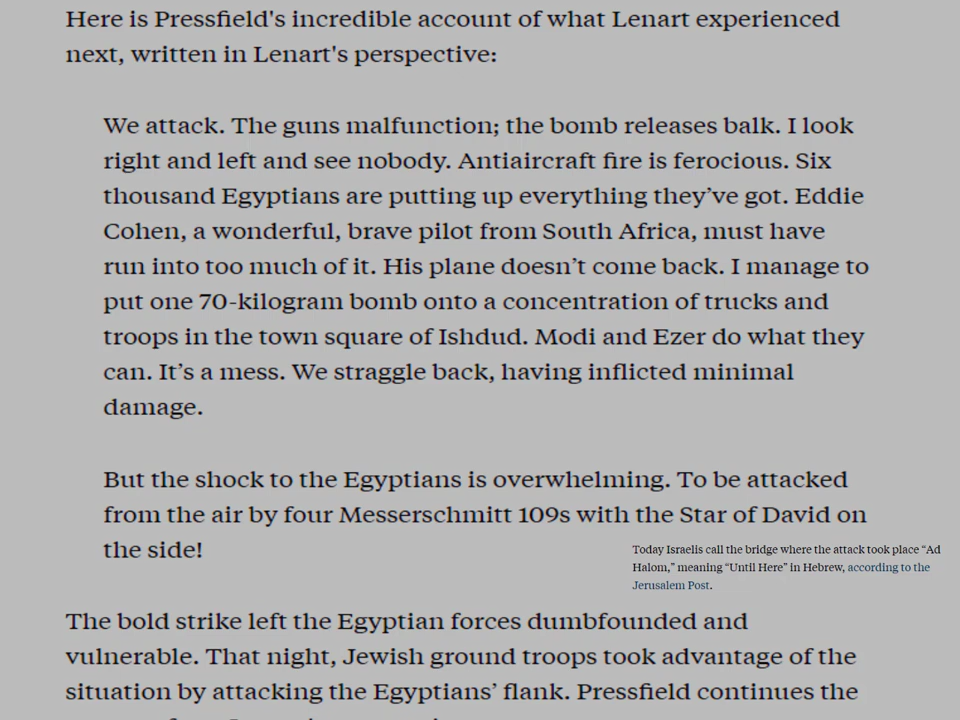 Here is Pressfield's incredible account of what Lenart experienced
next, written in Lenart's perspective:
We attack. The guns malfunction; the bomb releases balk. I look
right and left and see nobody. Antiaircraft fire is ferocious. Six
thousand Egyptians are putting up everything they’ve got. Eddie
Cohen, a wonderful, brave pilot from South Africa, must have
run into too much of it. His plane doesn’t come back. I manage to
put one 70-kilogram bomb onto a concentration of trucks and
troops in the town square of Ishdud. Modi and Ezer do what they
can. It’s a mess. We straggle back, having inflicted minimal
damage.
But the shock to the Egyptians is overwhelming. To be attacked
from the air by four Messerschmitt 109s with the Star of David on
the side!
Today Israelis call the bridge where the attack took place “Ad
Halom,” meaning “Until Here” in Hebrew, according to the
Jerusalem Post.
The bold strike left the Egyptian forces dumbfounded and
vulnerable. That night, Jewish ground troops took advantage of the
situation by attacking the Egyptians’ flank. Pressfield continues the